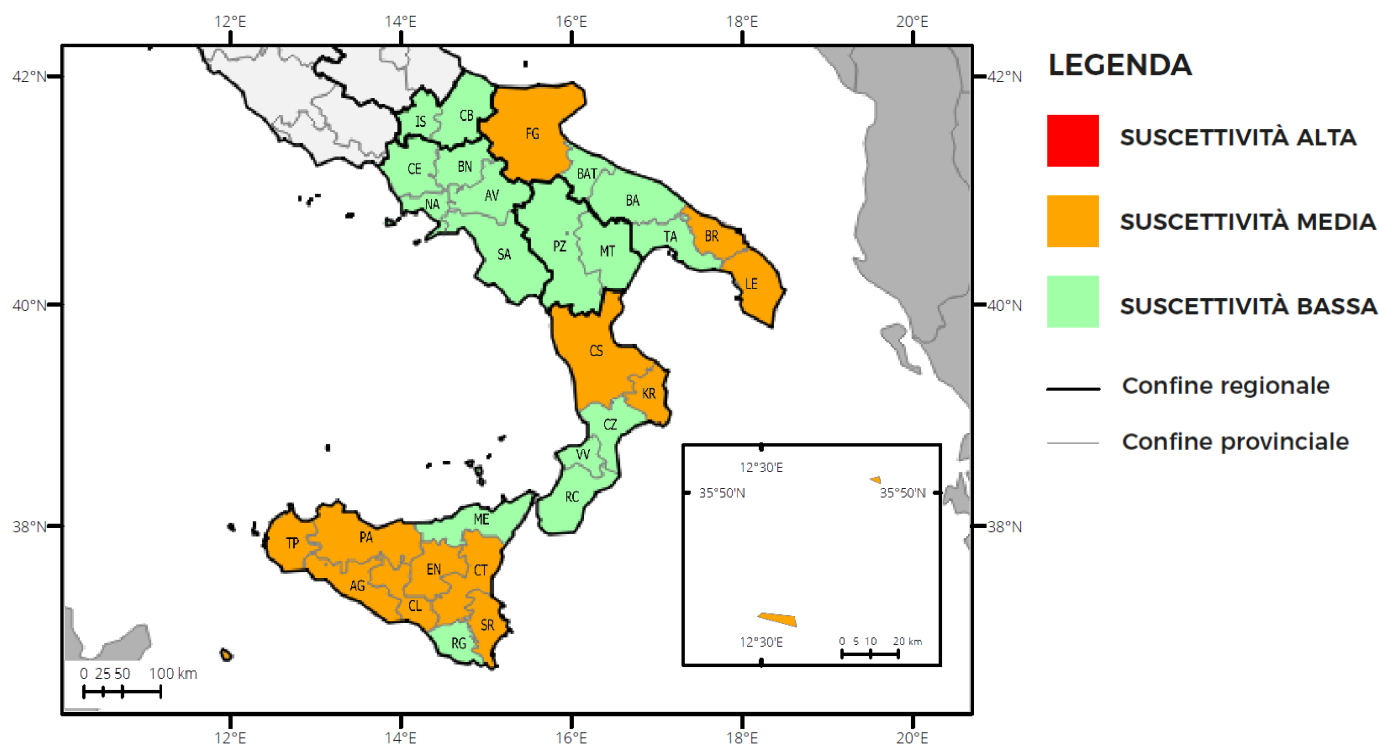 12°E 14°E 16°E 18°E 20°E
42°N 42°N
LEGENDA
SUSCETTIVITÀ ALTA
SUSCETTIVITÀ MEDIA
SUSCETTIVITÀ BASSA
Confine regionale
Confine provinciale
IS CB FG
CE BN BAT
AV NA BA
SA PZ MT TA BR
LE
40°N 40°N
CS
KR
CZ
VV
RC
ME
38°N 38°N
TP PA
AG EN CT
CL SR
RG
12°30'E
35°50'N 35°50'N
12°30'E
0 5 10 20 km
0 25 50 100 km
12°E 14°E 16°E 18°E 20°E